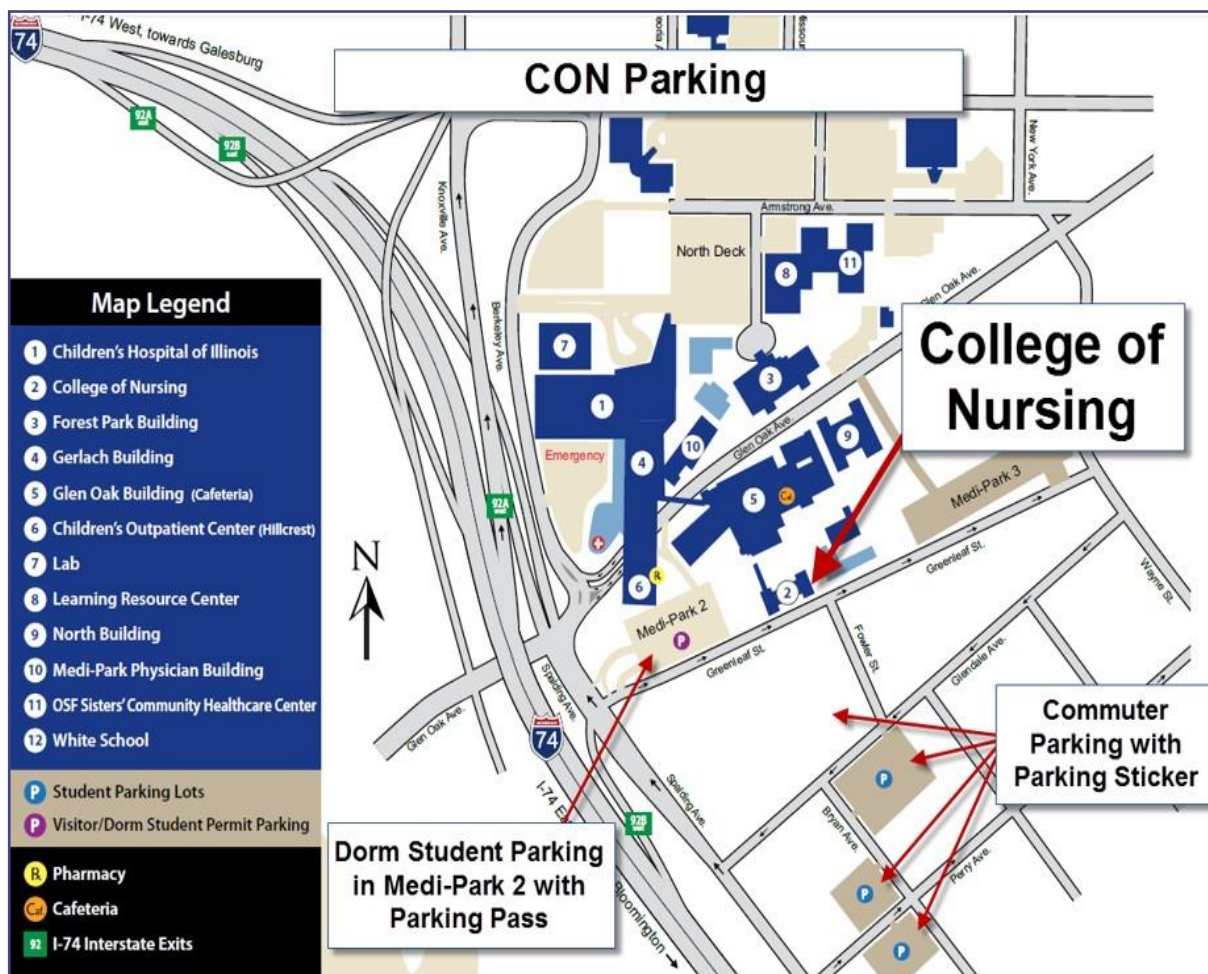 74
I-74 West, towards Galesburg
CON Parking
92A
92B
Knoxville Ave.
Berkeley Ave.
New York Ave.
Armstrong Ave.
North Deck
8
11
Glen Oak Ave.
College of
Nursing
Map Legend
1 Children's Hospital of Illinois
2 College of Nursing
3 Forest Park Building
4 Gerlach Building
5 Glen Oak Building (Cafeteria)
6 Children's Outpatient Center (Hillcrest)
7 Lab
8 Learning Resource Center
9 North Building
10 Medi-Park Physician Building
11 OSF Sisters' Community Healthcare Center
12 White School
P Student Parking Lots
P Visitor/Dorm Student Permit Parking
R Pharmacy
Caf. Cafeteria
92 I-74 Interstate Exits
7
3
1
Glen Oak Ave.
9
10
Emergency
4
5
Caf.
92A
Medi-Park 3
N
6
R
2
Greenleaf St.
Wayne St.
Medi-Park 2
P
Greenleaf St.
Fowler St.
Glendale Ave.
Spalding Ave.
Glen Oak Ave.
74
Commuter
Parking with
Parking Sticker
P
Spalding Ave.
92B
Bryan Ave.
Perry Ave.
P
P
Dorm Student Parking
in Medi-Park 2 with
Parking Pass
Bloomington